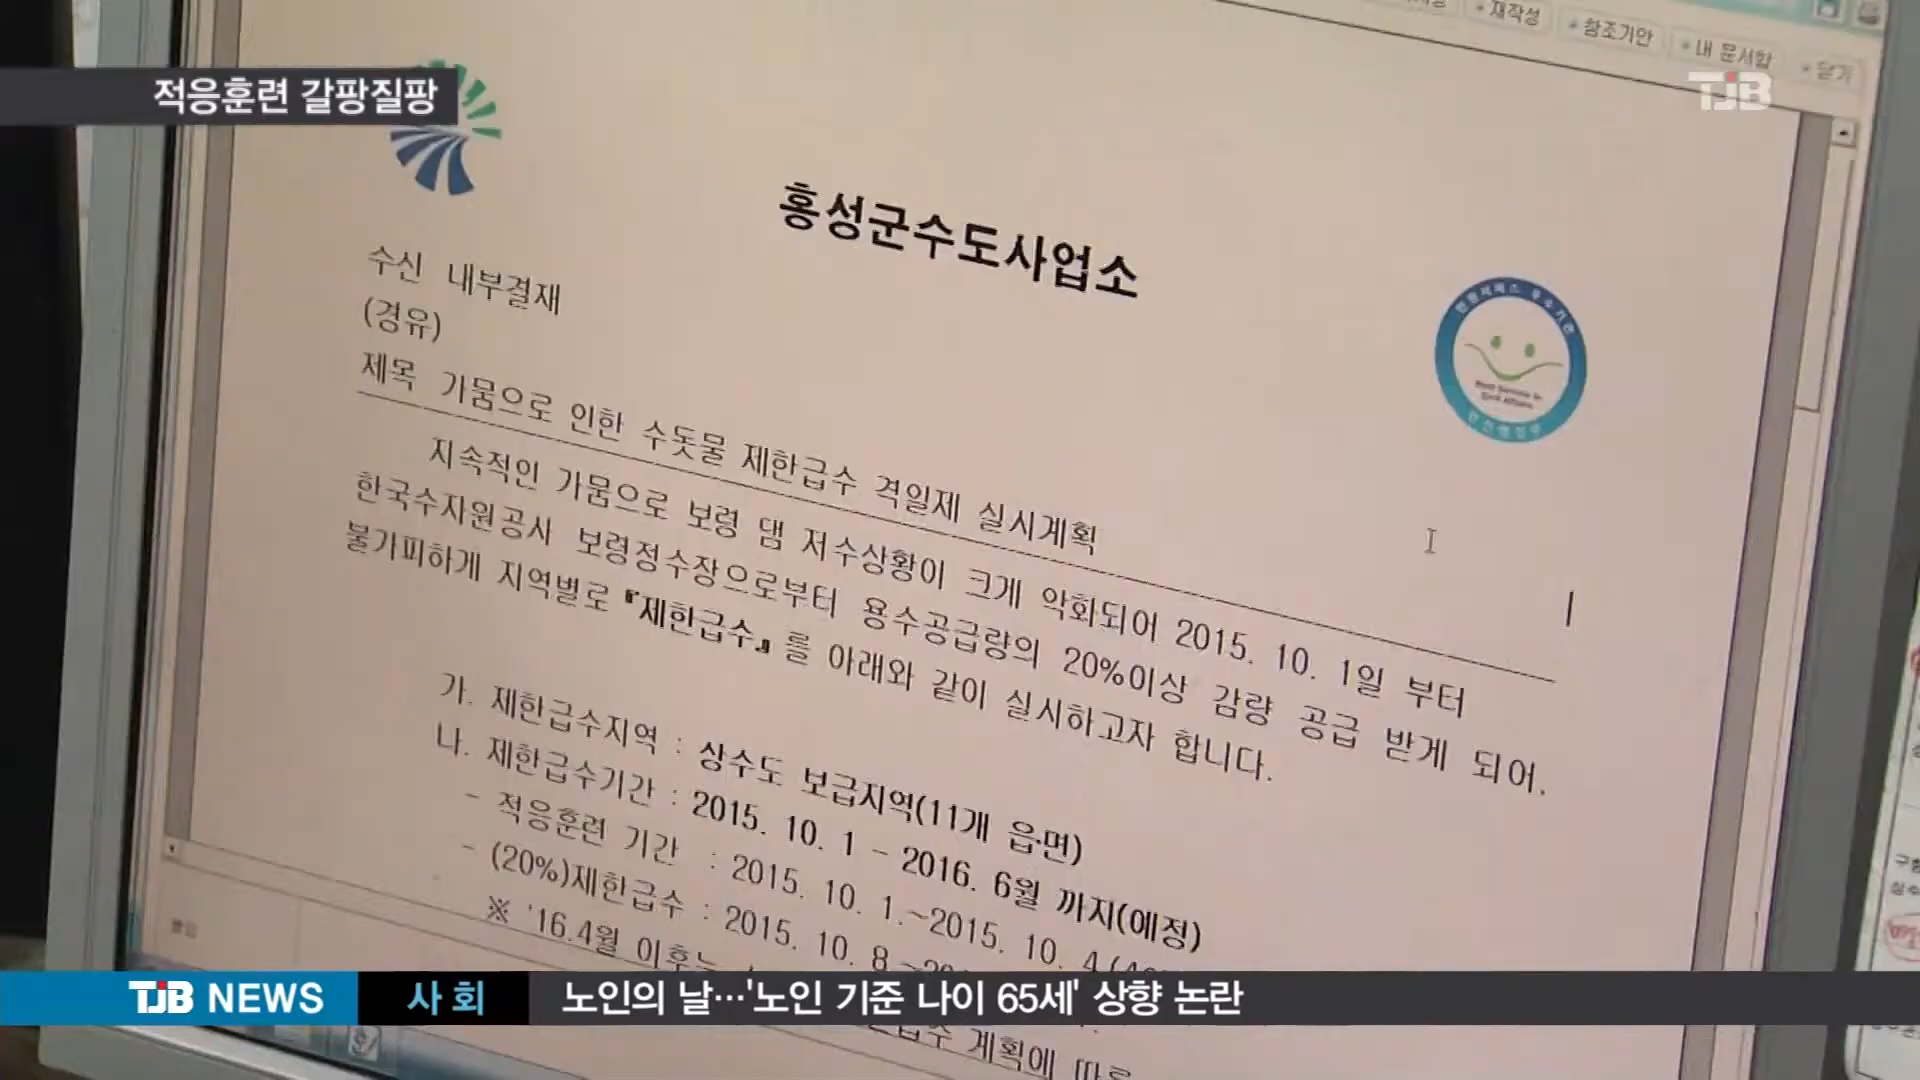 재작성
참조기안
내 문서함
닫기
TJB
적응훈련 갈팡질팡
홍성군수도사업소
수신 내부결재
(경유)
제목 가뭄으로 인한 수돗물 제한급수 격일제 실시계획
지속적인 가뭄으로 보령 댐 저수상황이 크게 악화되어 2015. 10. 1일 부터
한국수자원공사 보령정수장으로부터 용수공급량의 20%이상 감량 공급 받게 되어.
불가피하게 지역별로 『제한급수』를 아래와 같이 실시하고자 합니다.
가. 제한급수지역 : 상수도 보급지역(11개 읍·면)
나. 제한급수기간 : 2015. 10. 1 - 2016. 6월 까지(예정)
- 적응훈련 기간 : 2015. 10. 1.~2015. 10. 4
- (20%)제한급수 : 2015. 10. 8
※ '16.4월 이후는
계획에 따른
TJB NEWS 사회 노인의 날…'노인 기준 나이 65세' 상향 논란